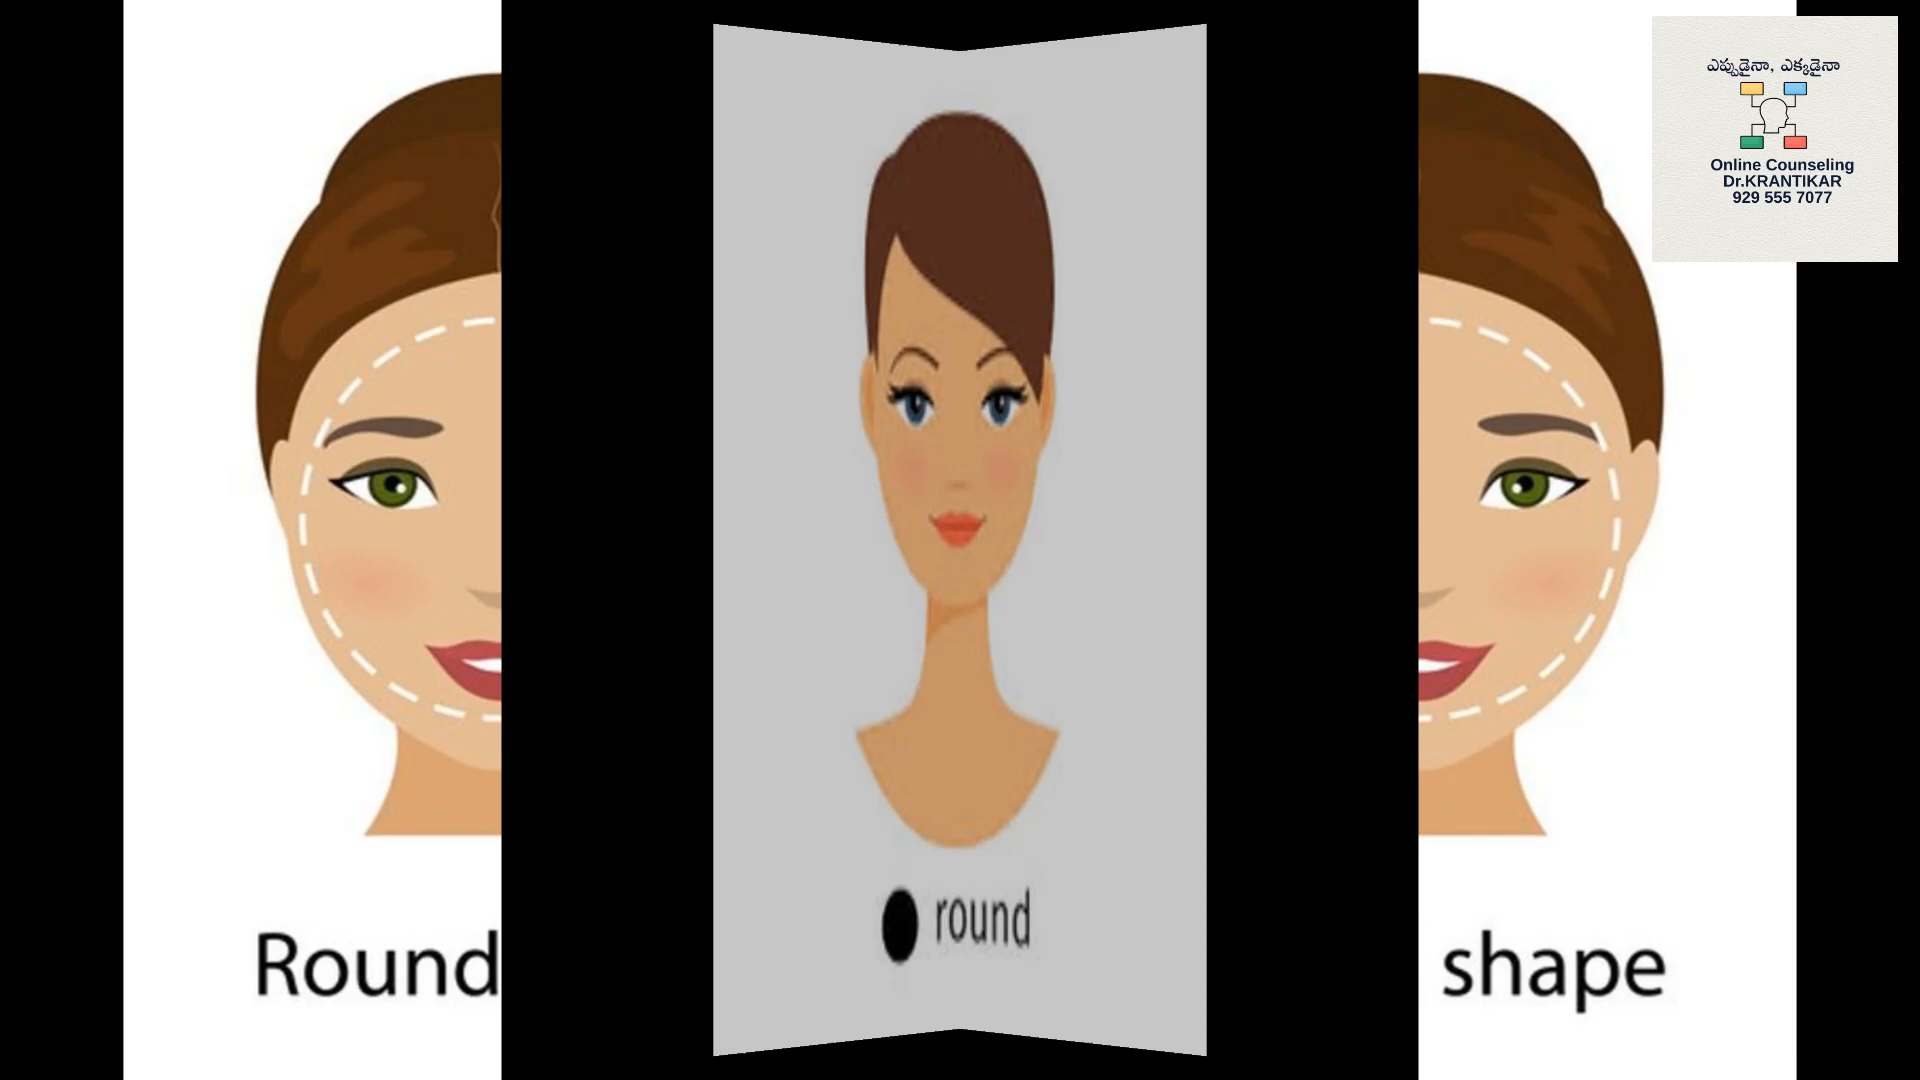 ఎప్పుడైనా, ఎక్కడైనా
Online Counseling
Dr.KRANTIKAR
929 555 7077
round
Round shape